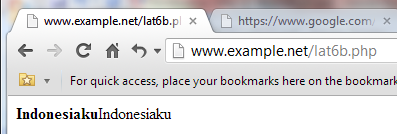 www.example.net/lat6b.p
https://www.google.com/
www.example.net/lat6b.php
For quick access, place your bookmarks here on the bookmark
IndonesiakuIndonesiaku